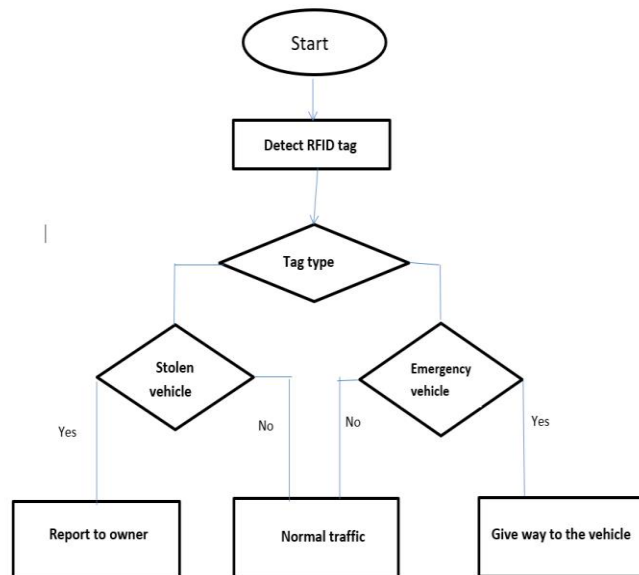 Start
Detect RFID tag
Tag type
Stolen
vehicle
Emergency
vehicle
Yes
No
No
Yes
Report to owner
Normal traffic
Give way to the vehicle